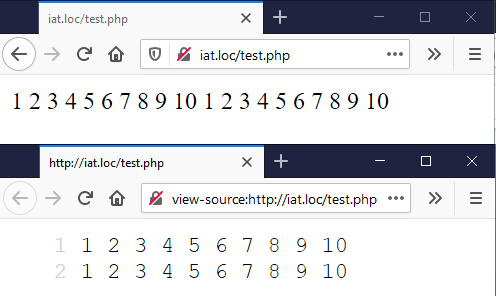 iat.loc/test.php
iat.loc/test.php
1 2 3 4 5 6 7 8 9 10 1 2 3 4 5 6 7 8 9 10
http://iat.loc/test.php
view-source:http://iat.loc/test.php
1 1 2 3 4 5 6 7 8 9 10
2 1 2 3 4 5 6 7 8 9 10